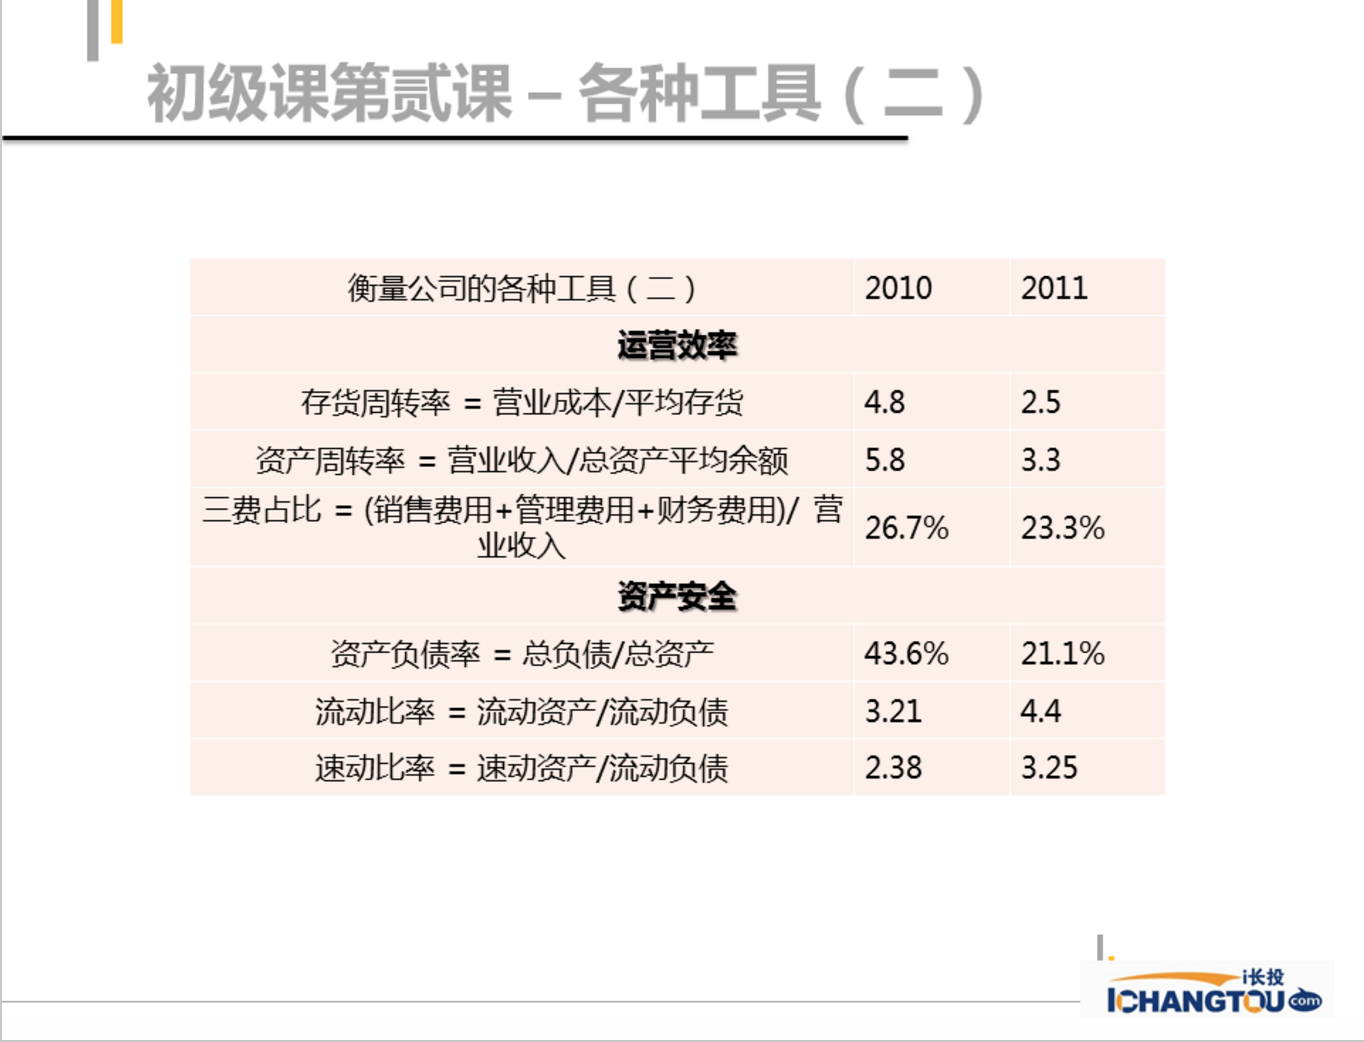 初级课第贰课 – 各种工具（二）
衡量公司的各种工具（二） 2010 2011
运营效率
存货周转率 = 营业成本/平均存货 4.8 2.5
资产周转率 = 营业收入/总资产平均余额 5.8 3.3
三费占比 = (销售费用+管理费用+财务费用)/ 营
业收入 26.7% 23.3%
资产安全
资产负债率 = 总负债/总资产 43.6% 21.1%
流动比率 = 流动资产/流动负债 3.21 4.4
速动比率 = 速动资产/流动负债 2.38 3.25
i长投
ICHANGTOU com